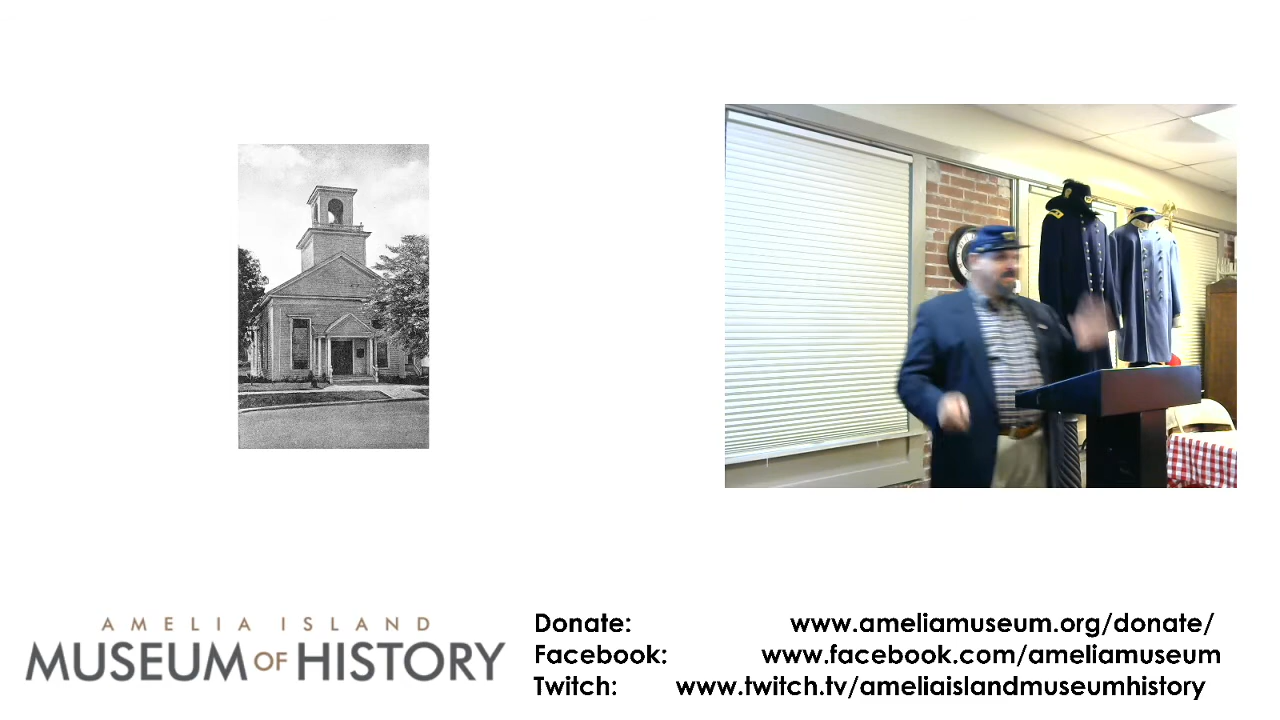 AMELIA ISLAND
MUSEUM OF HISTORY
Donate: www.ameliamuseum.org/donate/
Facebook: www.facebook.com/ameliamuseum
Twitch: www.twitch.tv/ameliaislandmuseumhistory